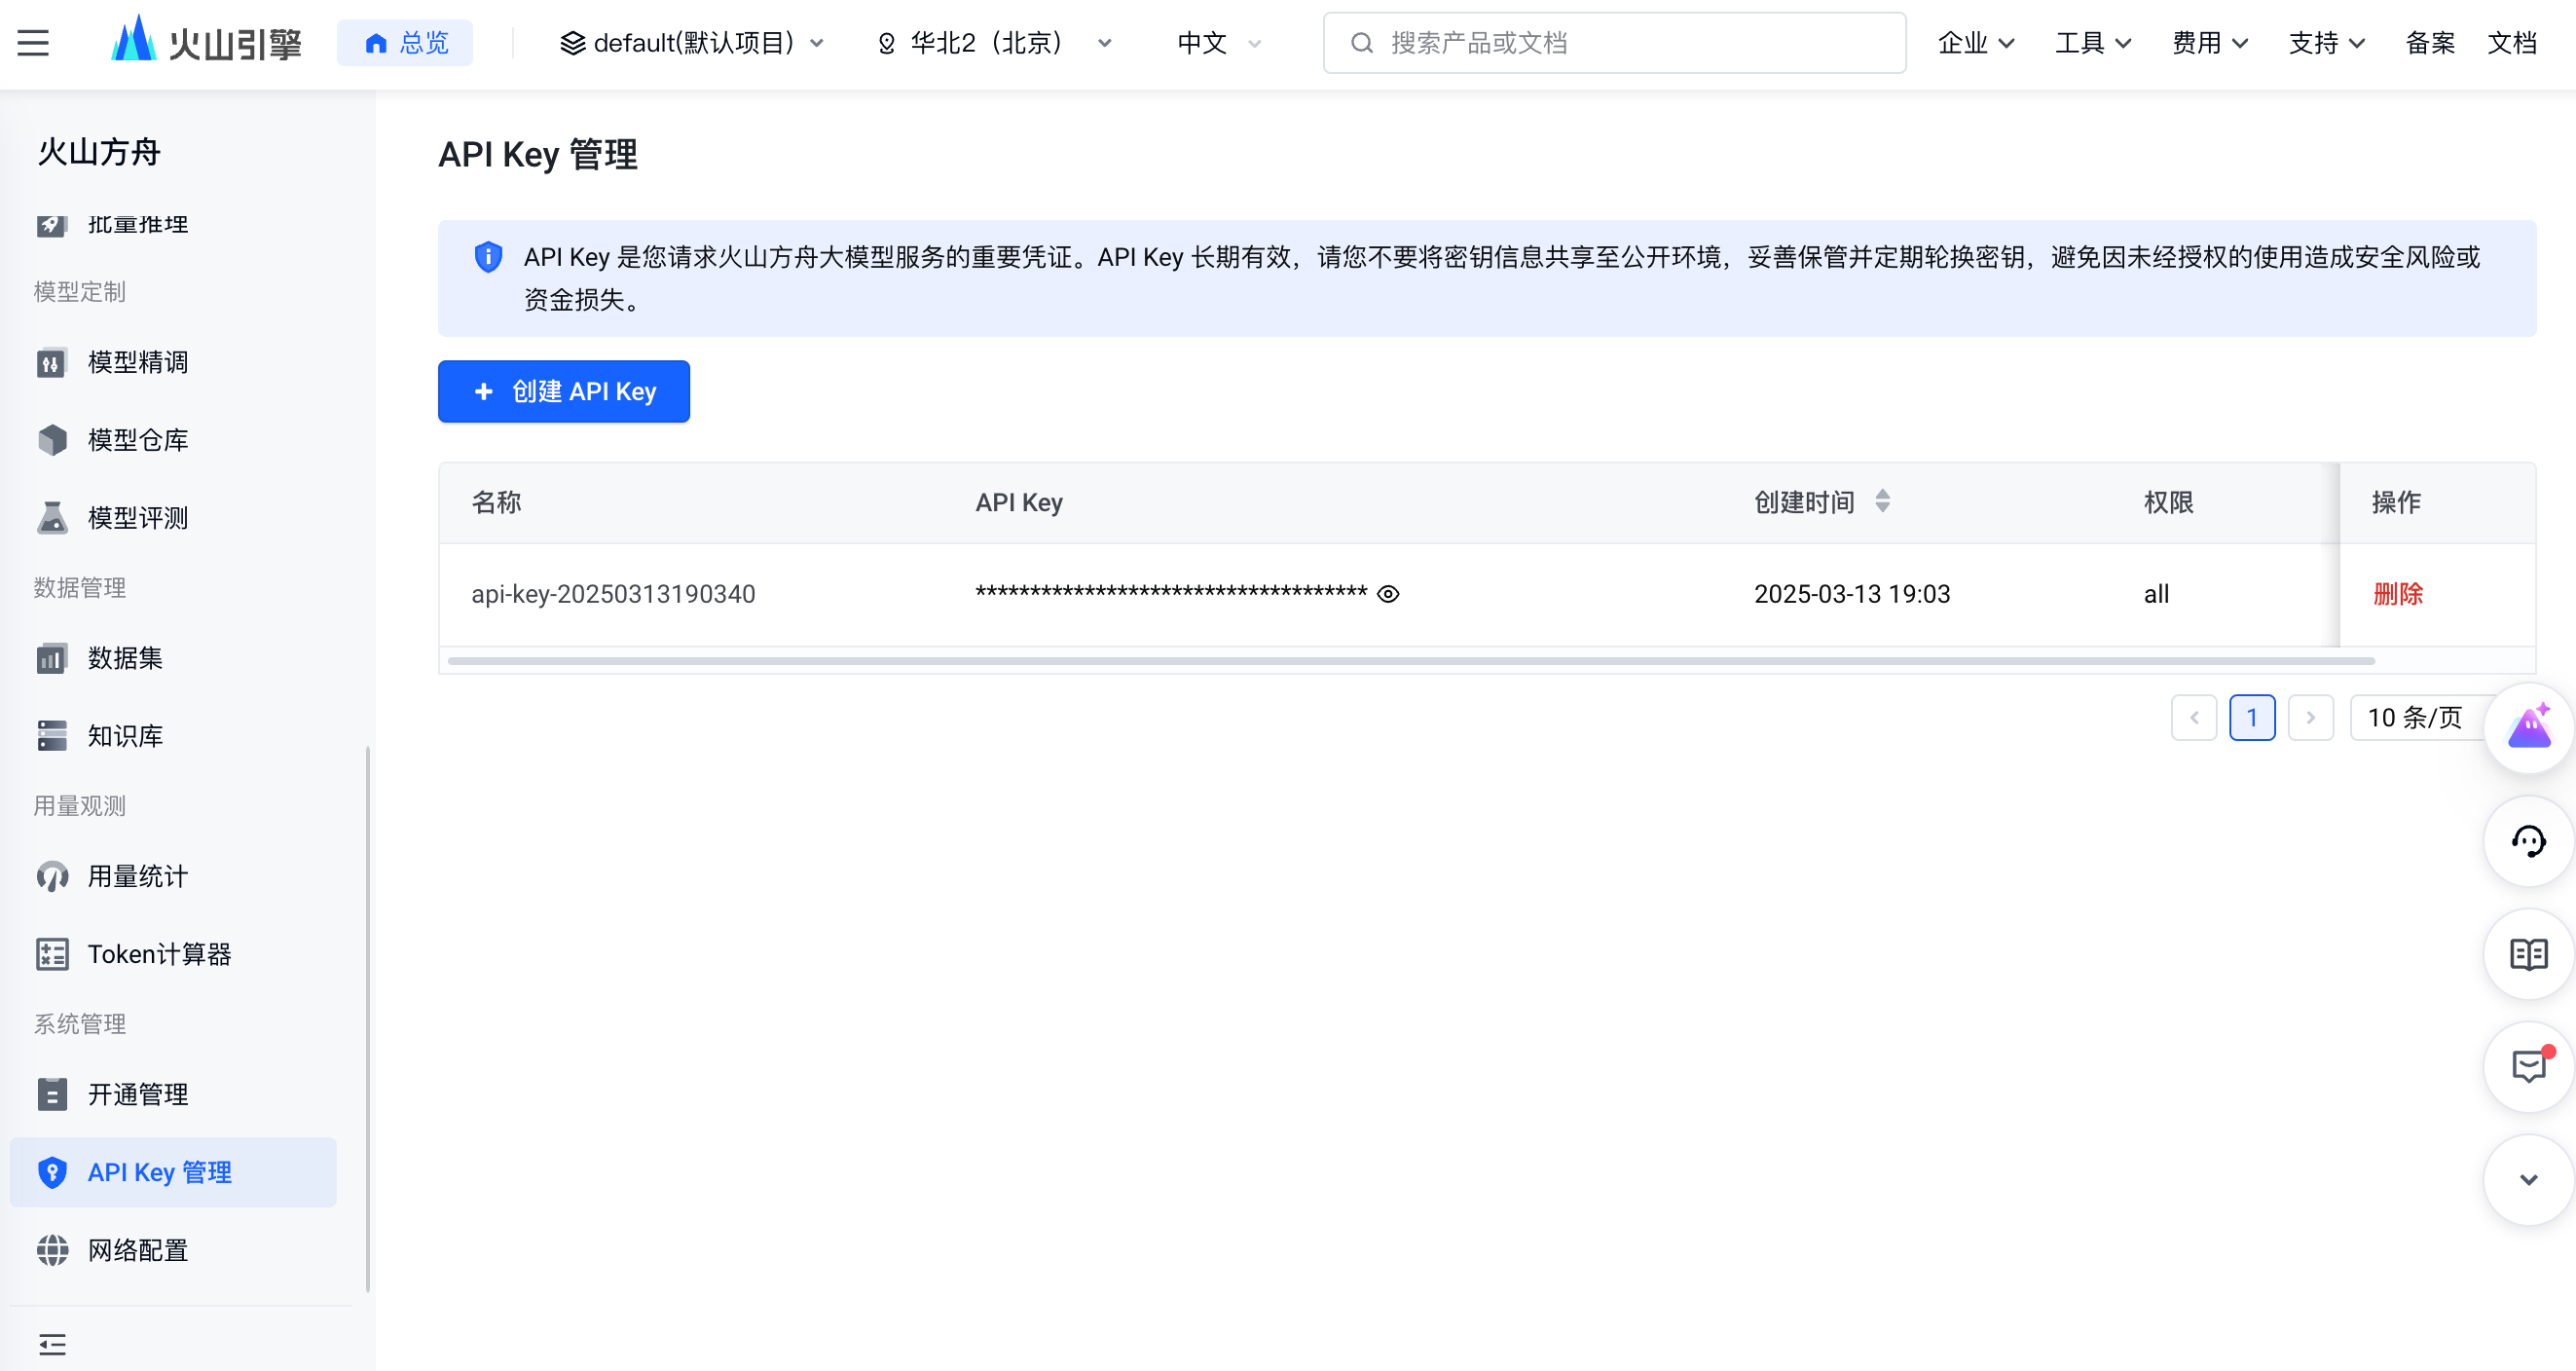 火山引擎
总览
default(默认项目)
华北2（北京）
中文
搜索产品或文档
企业
工具
费用
支持
备案
文档
火山方舟
批量推理
模型定制
模型精调
模型仓库
模型评测
数据管理
数据集
知识库
用量观测
用量统计
Token计算器
系统管理
开通管理
API Key 管理
网络配置
API Key 管理
API Key 是您请求火山方舟大模型服务的重要凭证。API Key 长期有效，请您不要将密钥信息共享至公开环境，妥善保管并定期轮换密钥，避免因未经授权的使用造成安全风险或
资金损失。
+ 创建 API Key
名称 API Key 创建时间 权限 操作
api-key-20250313190340 ************************************ 2025-03-13 19:03 all 删除
1
10 条/页